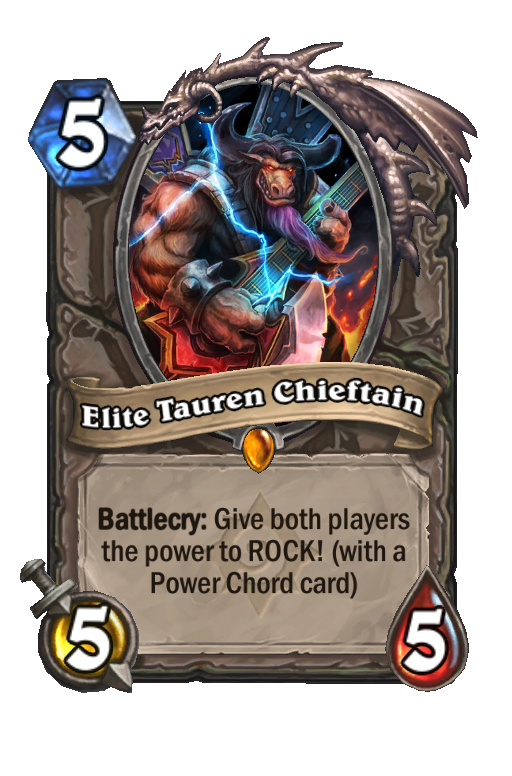 5
Elite Tauren Chieftain
Battlecry: Give both players
the power to ROCK! (with a
Power Chord card)
5
5